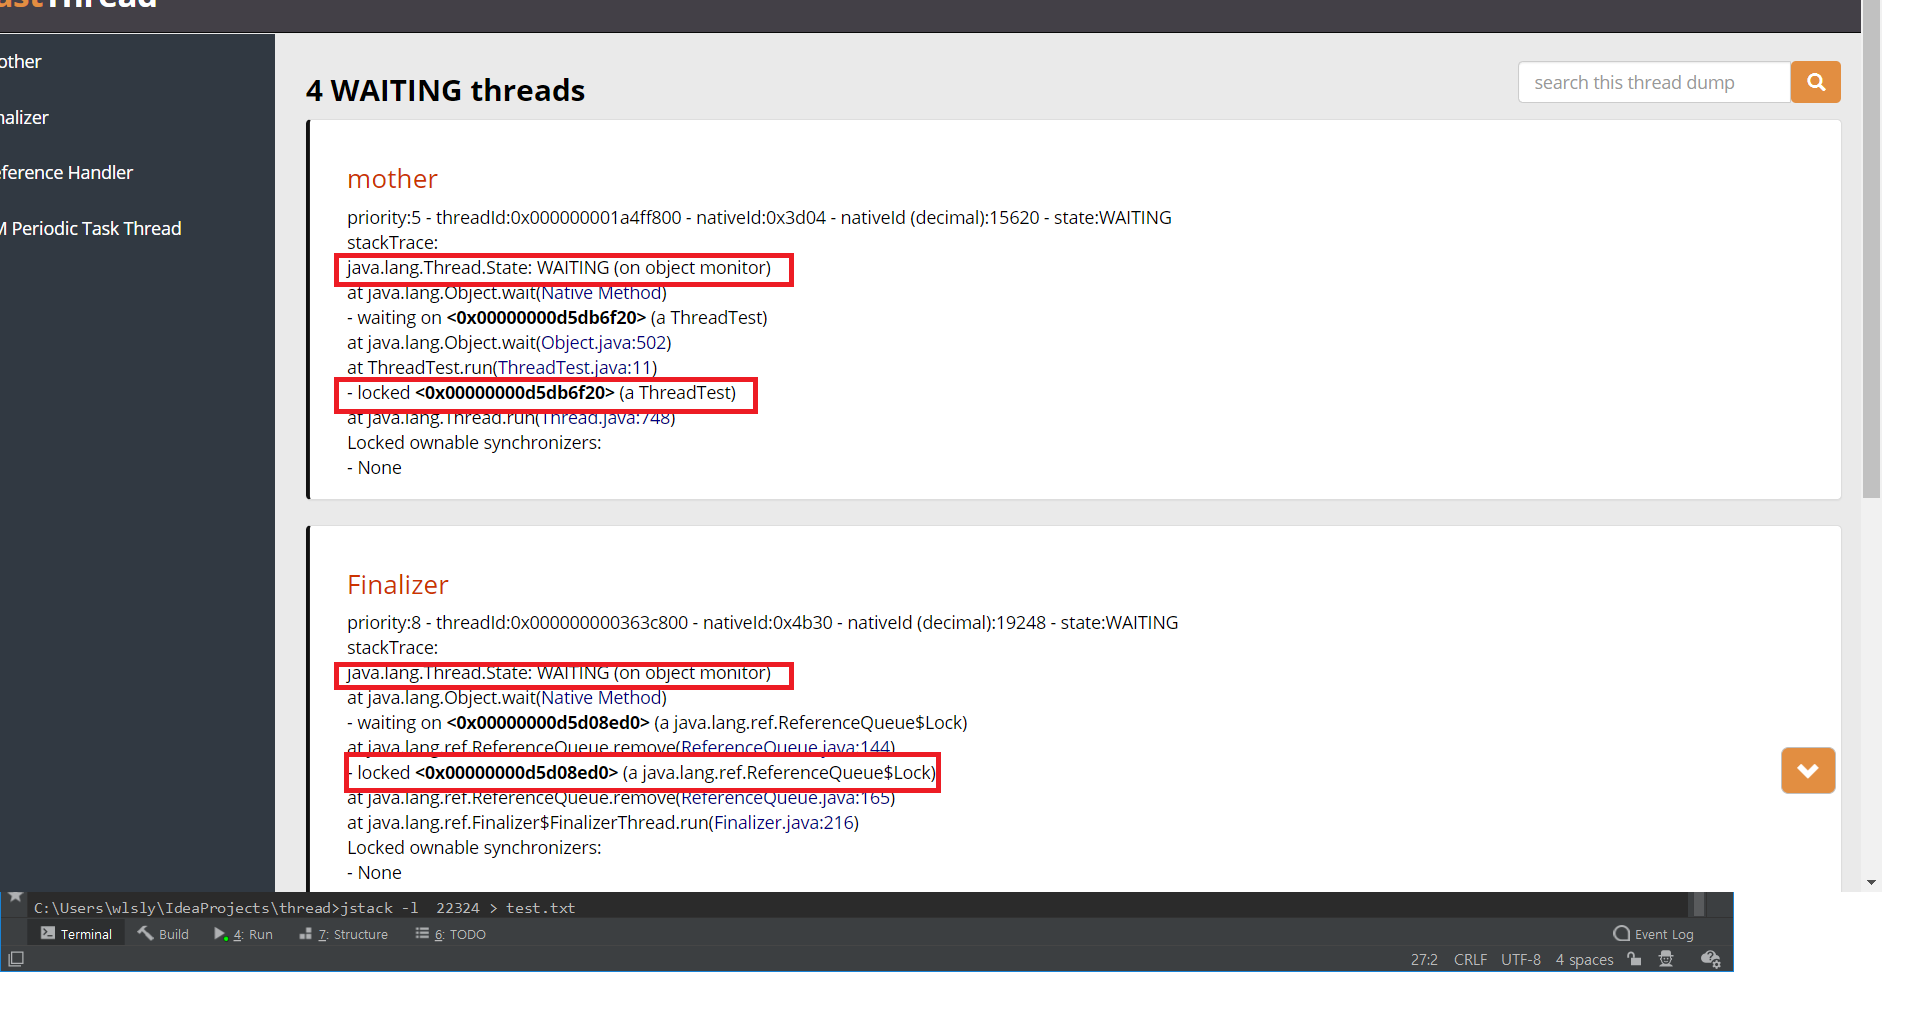 other
4 WAITING threads
search this thread dump
nalizer
ference Handler
M Periodic Task Thread
mother
priority:5 - threadId:0x000000001a4ff800 - nativeId:0x3d04 - nativeId (decimal):15620 - state:WAITING
stackTrace:
java.lang.Thread.State: WAITING (on object monitor)
at java.lang.Object.wait(Native Method)
- waiting on <0x00000000d5db6f20> (a ThreadTest)
at java.lang.Object.wait(Object.java:502)
at ThreadTest.run(ThreadTest.java:11)
- locked <0x00000000d5db6f20> (a ThreadTest)
at java.lang.Thread.run(Thread.java:748)
Locked ownable synchronizers:
- None
Finalizer
priority:8 - threadId:0x000000000363c800 - nativeId:0x4b30 - nativeId (decimal):19248 - state:WAITING
stackTrace:
java.lang.Thread.State: WAITING (on object monitor)
at java.lang.Object.wait(Native Method)
- waiting on <0x00000000d5d08ed0> (a java.lang.ref.ReferenceQueue$Lock)
at java.lang.ref.ReferenceQueue.remove(ReferenceQueue.java:144)
- locked <0x00000000d5d08ed0> (a java.lang.ref.ReferenceQueue$Lock)
at java.lang.ref.ReferenceQueue.remove(ReferenceQueue.java:165)
at java.lang.ref.Finalizer$FinalizerThread.run(Finalizer.java:216)
Locked ownable synchronizers:
- None
C:\Users\wlsly\IdeaProjects\thread>jstack -l  22324 > test.txt
Terminal Build 4: Run 7: Structure 6: TODO Event Log
27:2 CRLF UTF-8 4 spaces